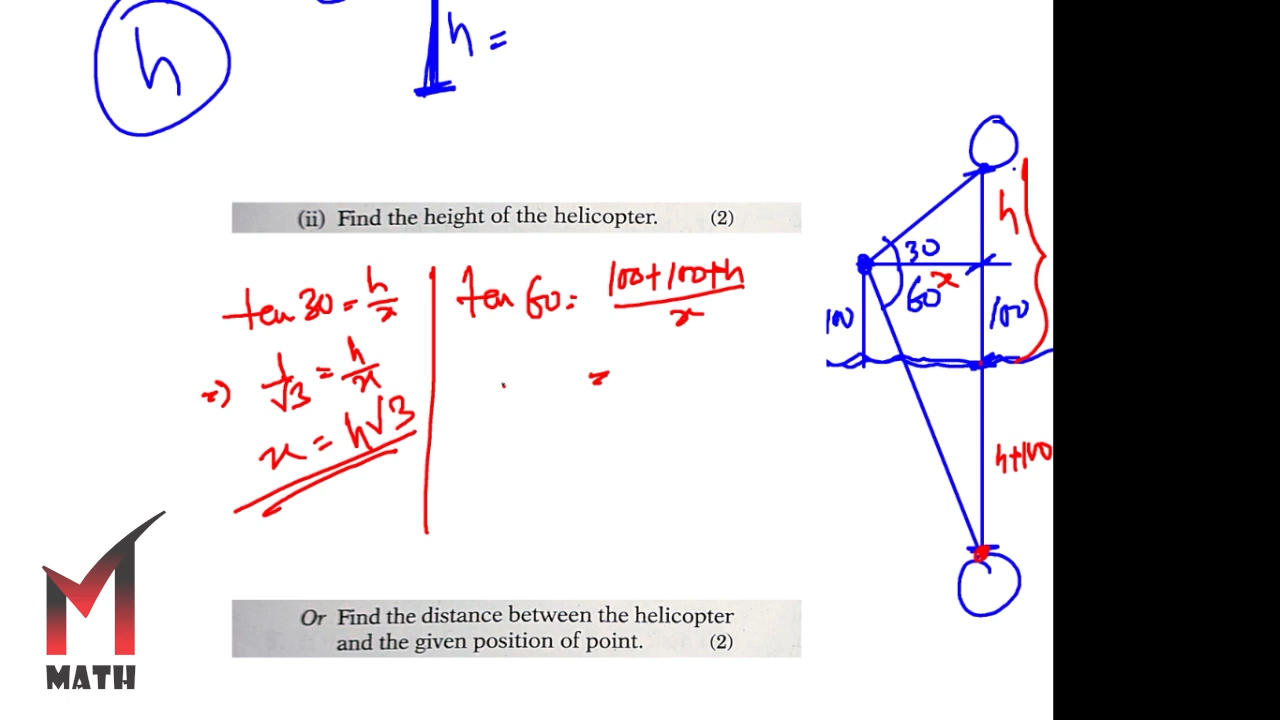 h
h =
(ii) Find the height of the helicopter. (2)
tan 30 = h/x
=) 1/√3 = h/x
x = h√3
tan 60 = 100+100+h/x
=
30
60
x
h
100
100
h+100
Or Find the distance between the helicopter
and the given position of point. (2)
M
MATH